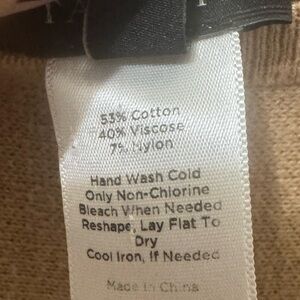 53% Cotton
40% Viscose
7% Nylon
Hand Wash Cold
Only Non-Chlorine
Bleach When Needed
Reshape, Lay Flat To
Dry
Cool Iron, If Needed
Made in China